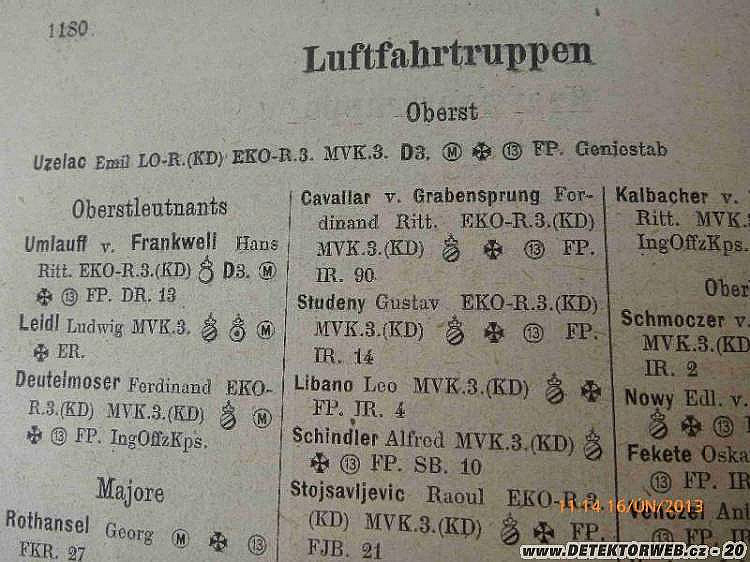 1180.
Luftfahrtruppen
Oberst
Uzelac Emil LO-R.(KD) EKO-R.3. MVK.3. D3. Ⓜ ✠ ⑬ FP. Geniestab
Oberstleutnants
Umlauff v. Frankwell Hans
Ritt. EKO-R.3.(KD) D3. Ⓜ
✠ ⑬ FP. DR. 13
Leidl Ludwig MVK.3. Ⓜ
✠ ER.
Deutelmoser Ferdinand EKO-
R.3.(KD) MVK.3.(KD) Ⓜ
✠ ⑬ FP. IngOffzKps.
Majore
Rothansel Georg Ⓜ ✠ ⑬
FKR. 27
Cavallar v. Grabensprung Fer-
dinand Ritt. EKO-R.3.(KD)
MVK.3.(KD) ✠ ⑬ FP.
IR. 90
Studeny Gustav EKO-R.3.(KD)
MVK.3.(KD) ✠ ⑬ FP.
IR. 14
Libano Leo MVK.3.(KD) ✠
FP. IR. 4
Schindler Alfred MVK.3.(KD)
✠ ⑬ FP. SB. 10
Stojsavljevic Raoul EKO-R.3
(KD) MVK.3.(KD) ✠ FP.
FJB. 21
Kalbacher v.
Ritt. MVK.3
IngOffzKps.
Ober
Schmoczer v.
MVK.3.(KD
IR. 2
Nowy Edl. v.
✠ ⑬
Fekete Oska
⑬ FP. IR
Venczel Ant
11:14 16/ÚN/2013
www.DETEKTORWEB.cz - 20